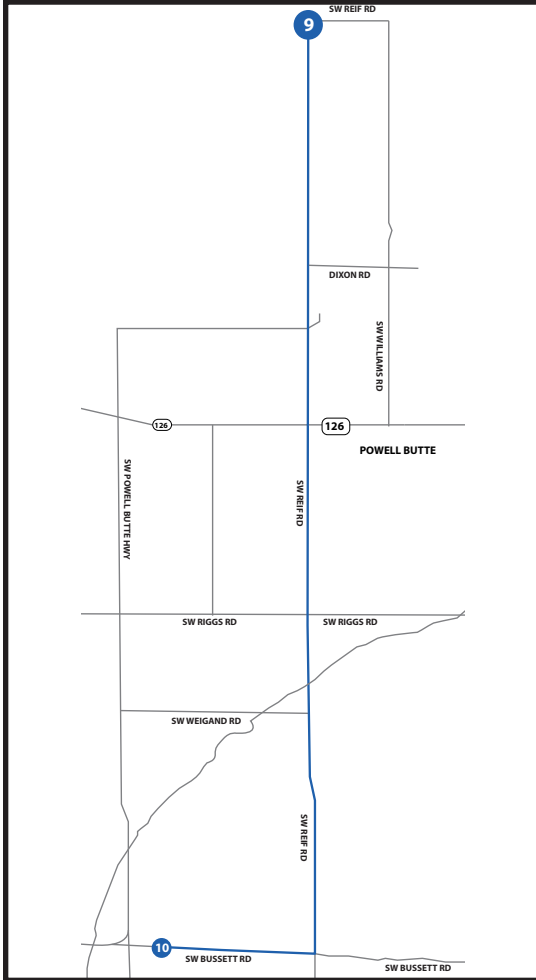 SW REIF RD
9
DIXON RD
SW WILLIAMS RD
126
126
POWELL BUTTE
SW POWELL BUTTE HWY
SW REIF RD
SW RIGGS RD
SW RIGGS RD
SW WEIGAND RD
SW REIF RD
10
SW BUSSETT RD
SW BUSSETT RD